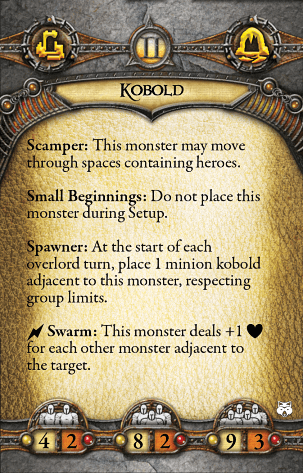 II
KOBOLD
Scamper: This monster may move
through spaces containing heroes.
Small Beginnings: Do not place this
monster during Setup.
Spawner: At the start of each
overlord turn, place 1 minion kobold
adjacent to this monster, respecting
group limits.
Swarm: This monster deals +1
for each other monster adjacent to
the target.
4 2 8 2 9 3